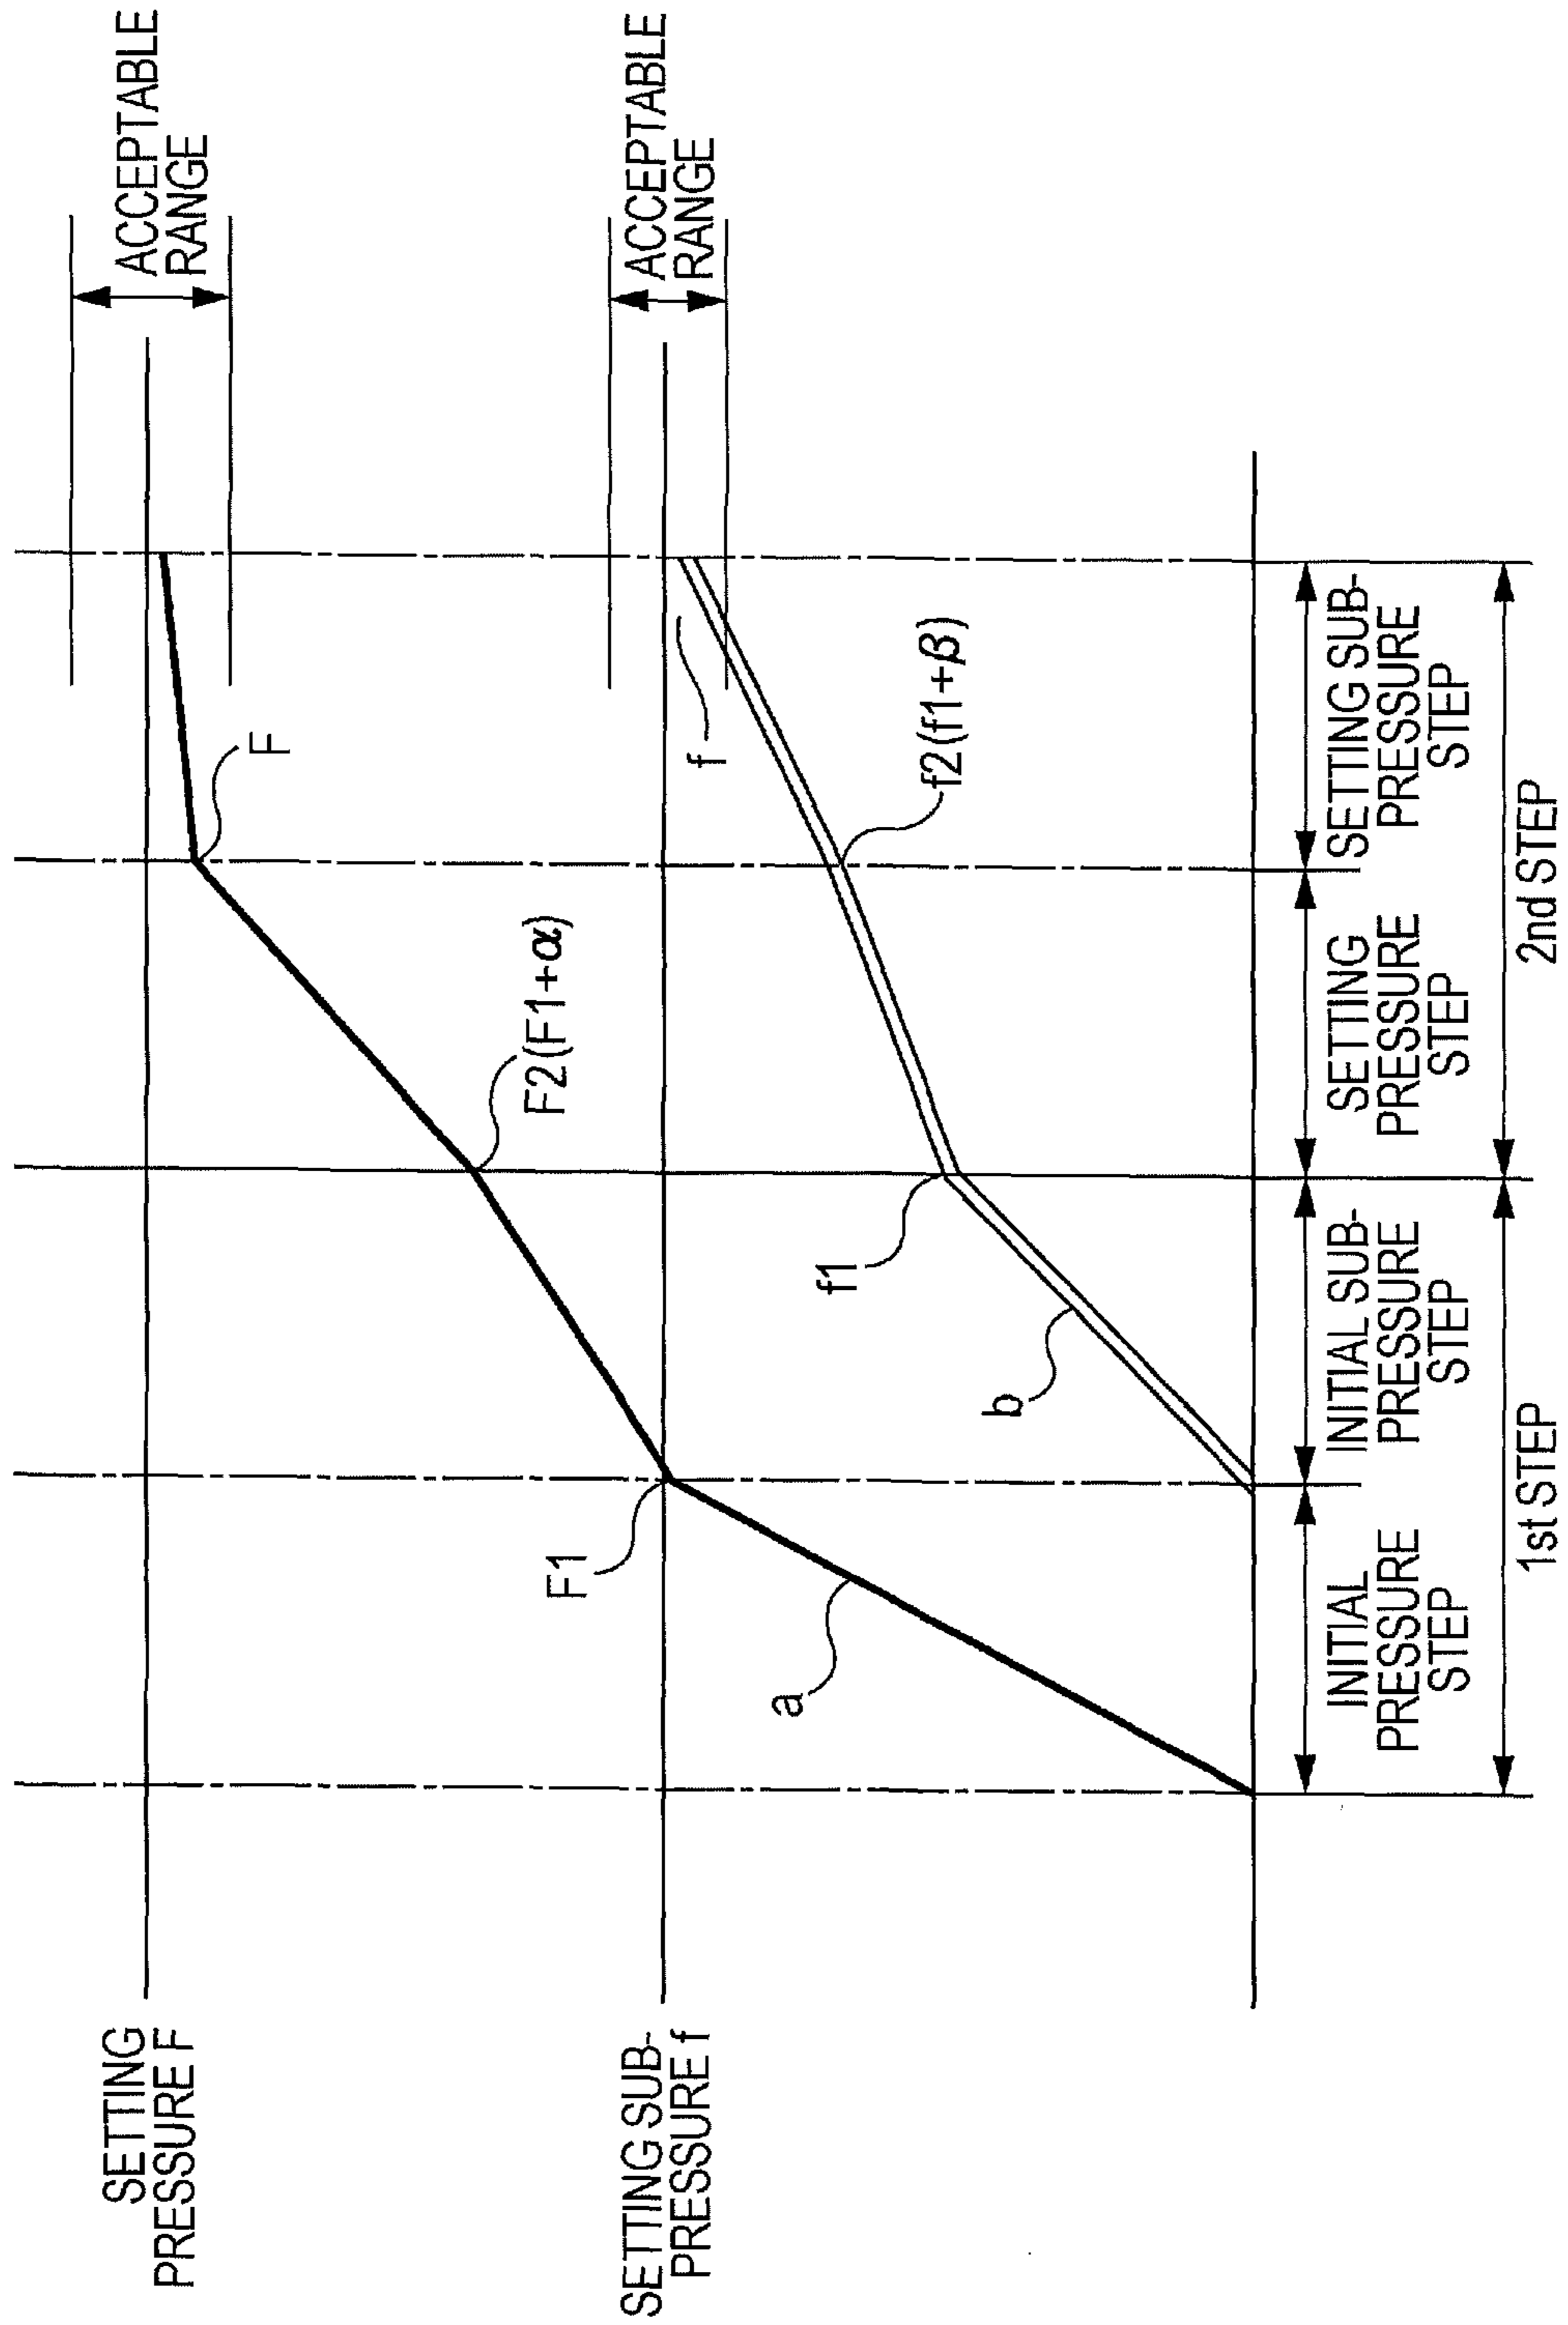 SETTING
PRESSURE F
SETTING SUB-
PRESSURE f
ACCEPTABLE
RANGE
ACCEPTABLE
RANGE
F
F2(F1+α)
F1
a
f
f2(f1+β)
f1
b
INITIAL
PRESSURE
STEP
INITIAL SUB-
PRESSURE
STEP
SETTING
PRESSURE
STEP
SETTING SUB-
PRESSURE
STEP
1st STEP
2nd STEP